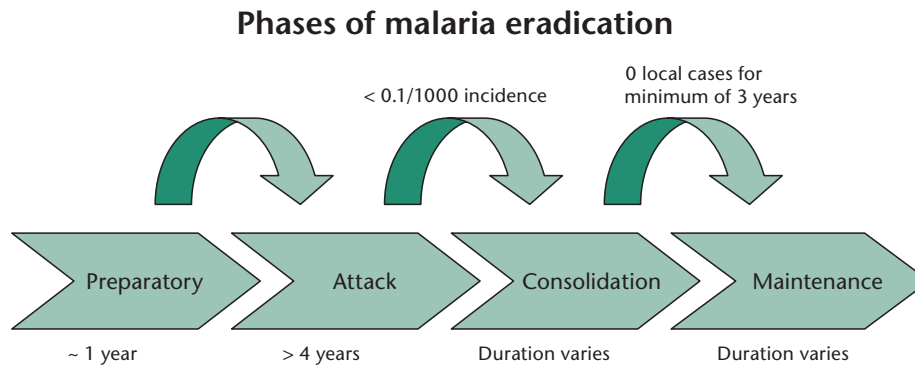 Phases of malaria eradication
< 0.1/1000 incidence
0 local cases for
minimum of 3 years
Preparatory
Attack
Consolidation
Maintenance
~ 1 year
> 4 years
Duration varies
Duration varies